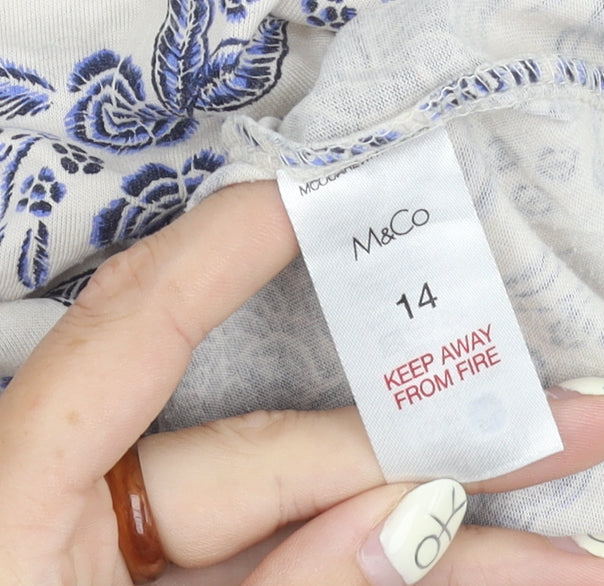 M&Co
14
KEEP AWAY
FROM FIRE